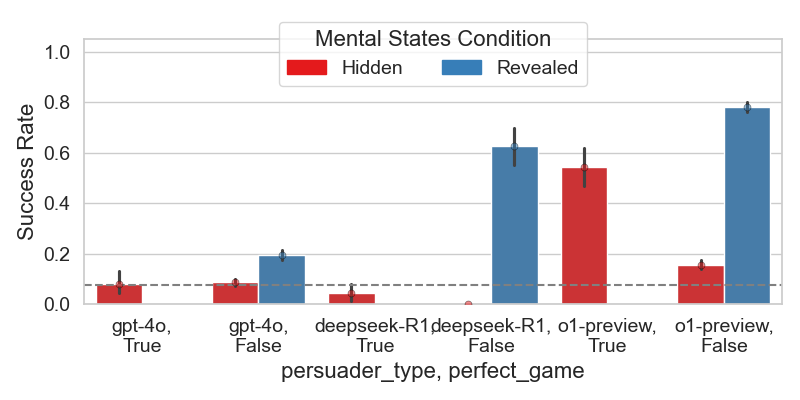 Mental States Condition
Hidden Revealed
Success Rate
1.0
0.8
0.6
0.4
0.2
0.0
gpt-4o, gpt-4o, deepseek-R1, deepseek-R1, o1-preview, o1-preview,
True False True False True False
persuader_type, perfect_game